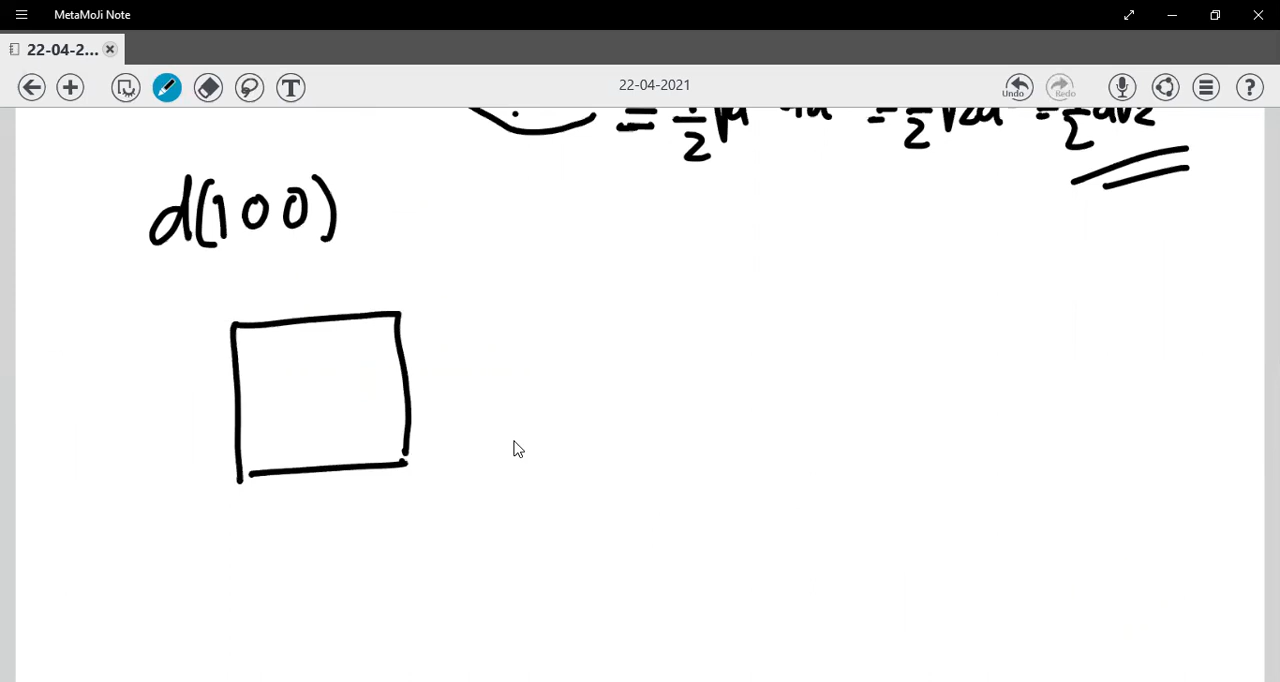 MetaMoJi Note
22-04-2...
22-04-2021
Undo
Redo
d(100)